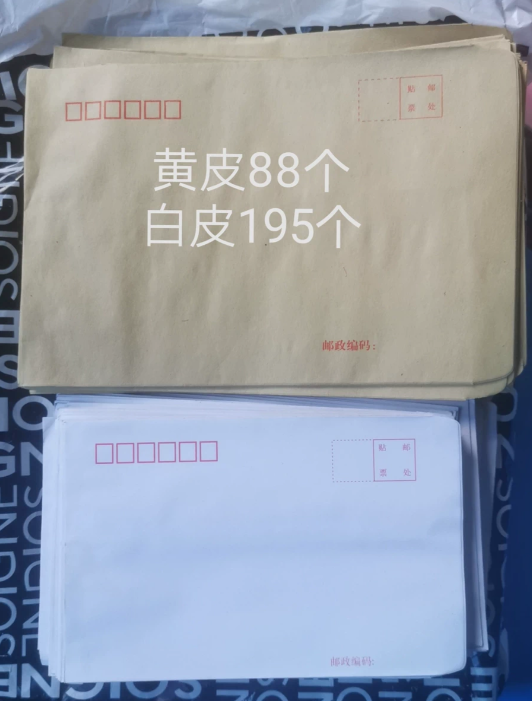 贴 邮
票 处
黄皮88个
白皮195个
邮政编码:
贴 邮
票 处
邮政编码:
SOIGNE